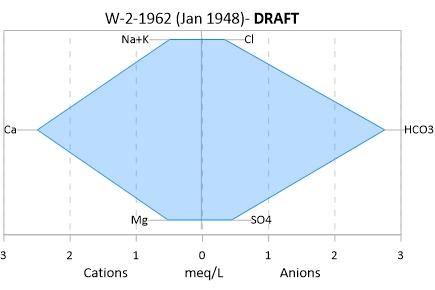 W-2-1962 (Jan 1948)- DRAFT
Na+K Cl
Ca HCO3
Mg SO4
3 2 1 0 1 2 3
Cations meq/L Anions